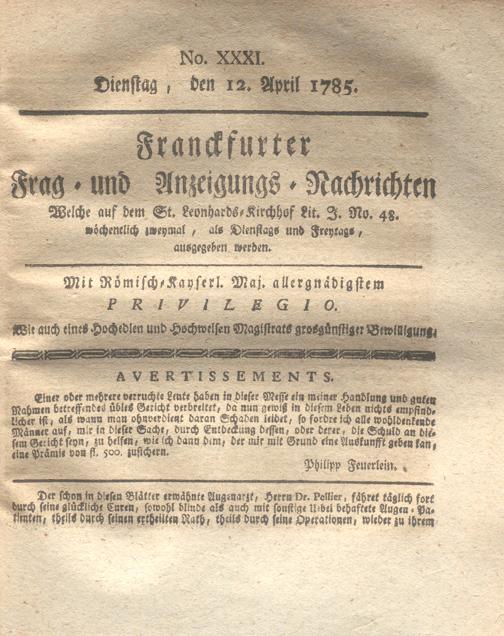 No. XXXI.
Dienstag, den 12. April 1785.
Franckfurter
Frag - und Anzeigungs - Nachrichten
Welche auf dem St. Leonhards-Kirchhof Lit. J. No. 48.
wöchentlich zweymal, als Dienstags und Freytags,
ausgegeben werden.
Mit Römisch-Kayserl. Maj. allergnädigstem
PRIVILEGIO.
Wie auch eines Hochedlen und Hochweisen Magistrats grosgünstiger Bewilligung.
AVERTISSEMENTS.
Einer oder mehrere verruchte Leute haben in dieser Messe ein meiner Handlung und guten
Nahmen betreffendes übles Gericht verbreitet, da nun gewiß in diesem Leben nichts empfind-
licher ist, als wann man ohnverdient daran Schaden leidet, so fordre ich alle wohldenkende
Männer auf, mir in dieser Sache, durch Entdeckung dessen, oder derer, die Schuld an die-
sem Gericht seyn, zu helfen, wie ich dann dem, der mir mit Grund eine Auskunfft geben kan,
eine Prämie von fl. 500. zusichern.
Philipp Feuerlein.
Der schon in diesen Blätter erwähnte Augenarzt, Herrn Dr. Pellier, fähret täglich fort
durch seine glückliche Curen, sowohl blinde als auch mit sonstige Uibel behaftete Augen-Pa-
tienten, theils durch seinen ertheilten Rath, theils durch seine Operationen, wieder zu ihrem